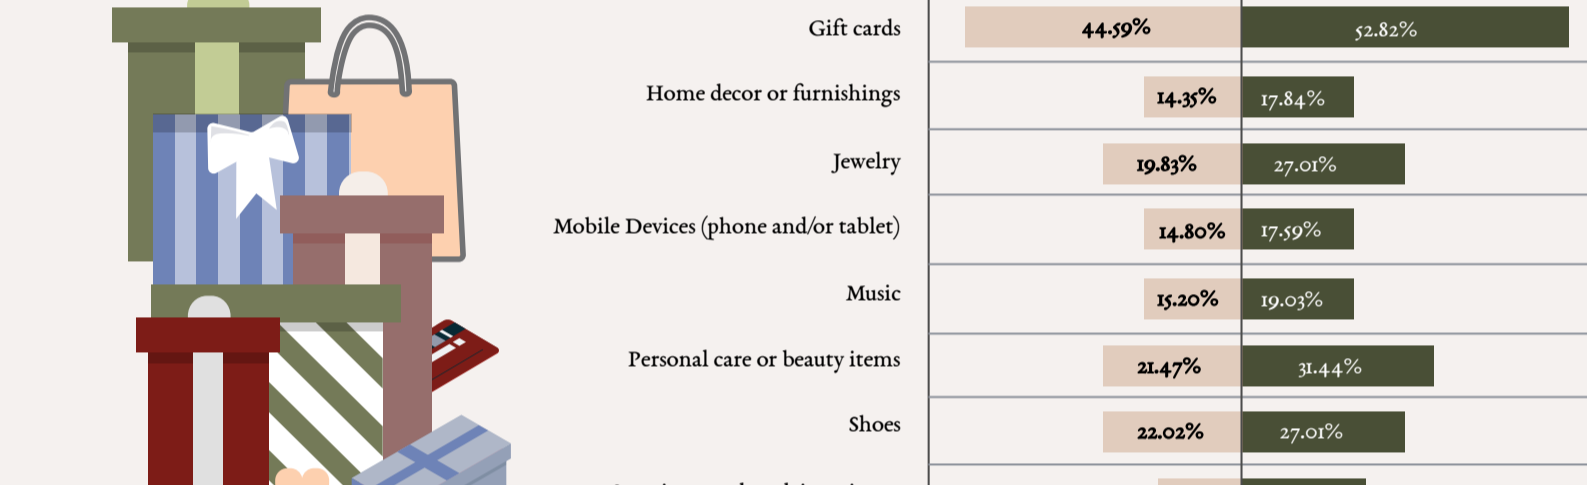 Gift cards 44.59% 52.82%
Home decor or furnishings 14.35% 17.84%
Jewelry 19.83% 27.01%
Mobile Devices (phone and/or tablet) 14.80% 17.59%
Music 15.20% 19.03%
Personal care or beauty items 21.47% 31.44%
Shoes 22.02% 27.01%